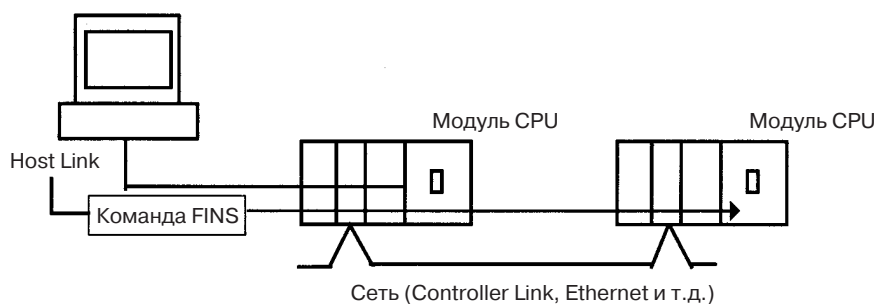 Модуль CPU
Модуль CPU
Host Link
Команда FINS
Сеть (Controller Link, Ethernet и т.д.)